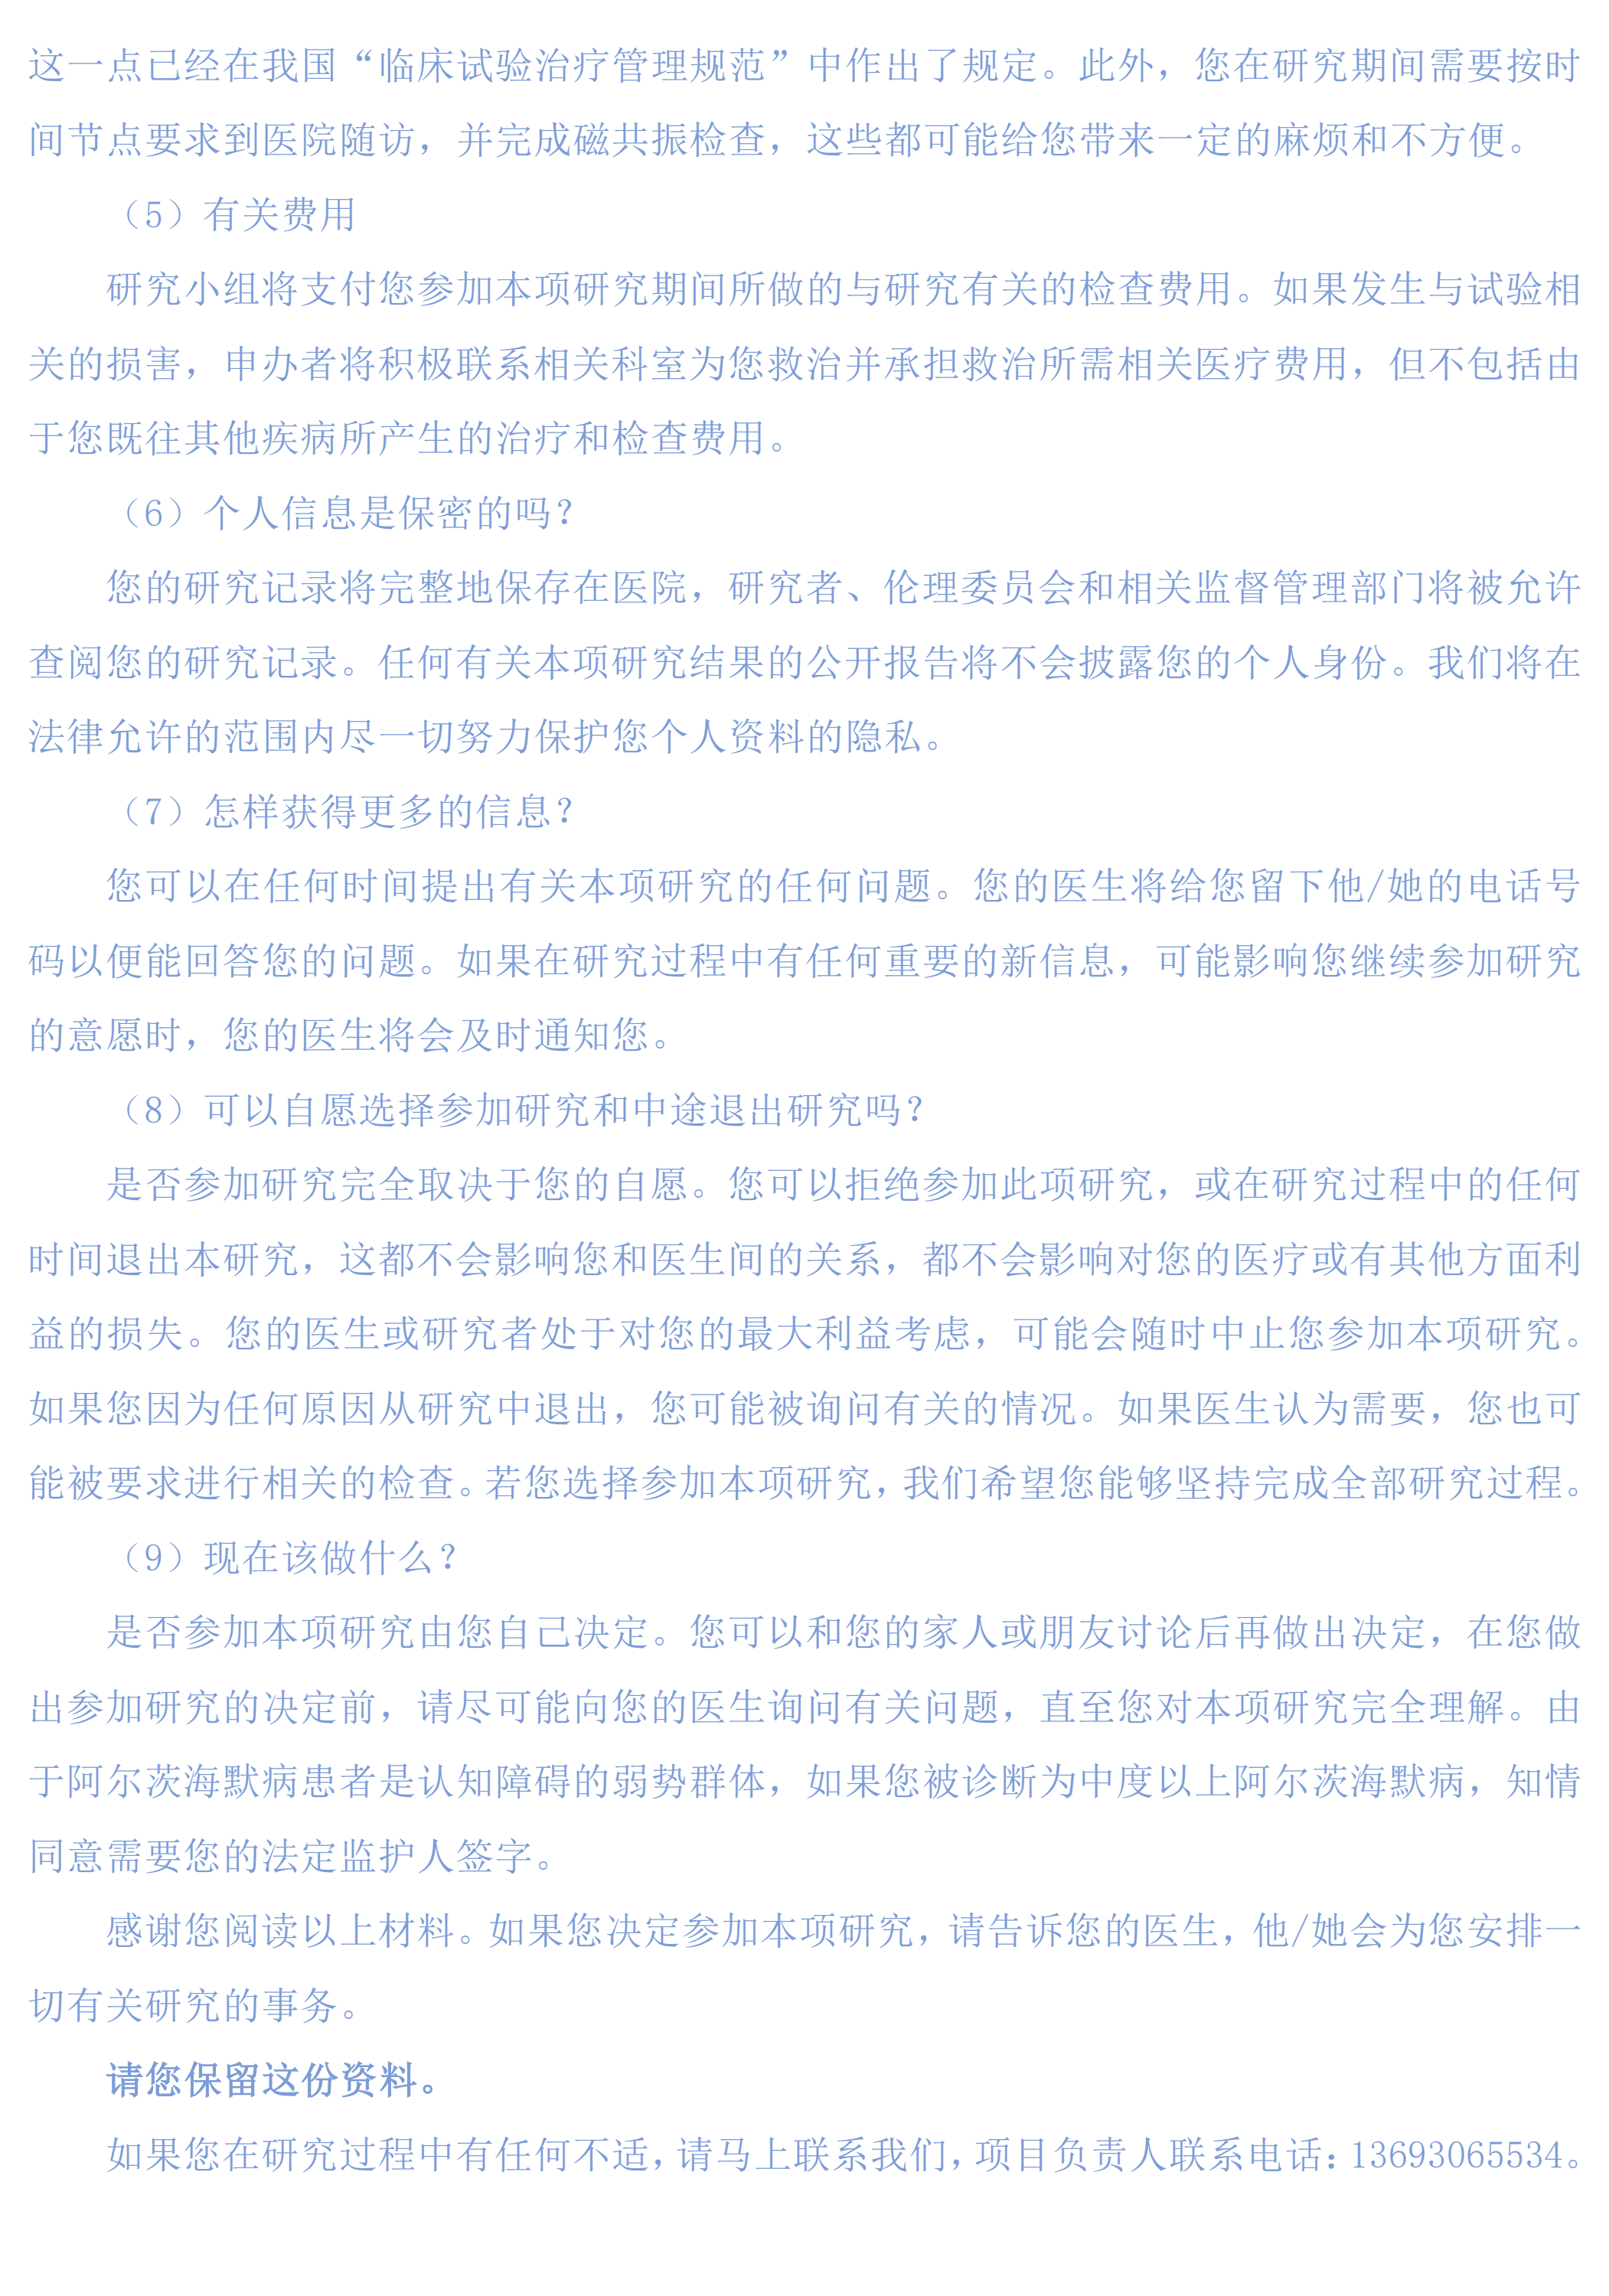 这一点已经在我国“临床试验治疗管理规范”中作出了规定。此外，您在研究期间需要按时
间节点要求到医院随访，并完成磁共振检查，这些都可能给您带来一定的麻烦和不方便。
（5）有关费用
研究小组将支付您参加本项研究期间所做的与研究有关的检查费用。如果发生与试验相
关的损害，申办者将积极联系相关科室为您救治并承担救治所需相关医疗费用，但不包括由
于您既往其他疾病所产生的治疗和检查费用。
（6）个人信息是保密的吗？
您的研究记录将完整地保存在医院，研究者、伦理委员会和相关监督管理部门将被允许
查阅您的研究记录。任何有关本项研究结果的公开报告将不会披露您的个人身份。我们将在
法律允许的范围内尽一切努力保护您个人资料的隐私。
（7）怎样获得更多的信息？
您可以在任何时间提出有关本项研究的任何问题。您的医生将给您留下他/她的电话号
码以便能回答您的问题。如果在研究过程中有任何重要的新信息，可能影响您继续参加研究
的意愿时，您的医生将会及时通知您。
（8）可以自愿选择参加研究和中途退出研究吗？
是否参加研究完全取决于您的自愿。您可以拒绝参加此项研究，或在研究过程中的任何
时间退出本研究，这都不会影响您和医生间的关系，都不会影响对您的医疗或有其他方面利
益的损失。您的医生或研究者处于对您的最大利益考虑，可能会随时中止您参加本项研究。
如果您因为任何原因从研究中退出，您可能被询问有关的情况。如果医生认为需要，您也可
能被要求进行相关的检查。若您选择参加本项研究，我们希望您能够坚持完成全部研究过程。
（9）现在该做什么？
是否参加本项研究由您自己决定。您可以和您的家人或朋友讨论后再做出决定，在您做
出参加研究的决定前，请尽可能向您的医生询问有关问题，直至您对本项研究完全理解。由
于阿尔茨海默病患者是认知障碍的弱势群体，如果您被诊断为中度以上阿尔茨海默病，知情
同意需要您的法定监护人签字。
感谢您阅读以上材料。如果您决定参加本项研究，请告诉您的医生，他/她会为您安排一
切有关研究的事务。
请您保留这份资料。
如果您在研究过程中有任何不适，请马上联系我们，项目负责人联系电话：13693065534。